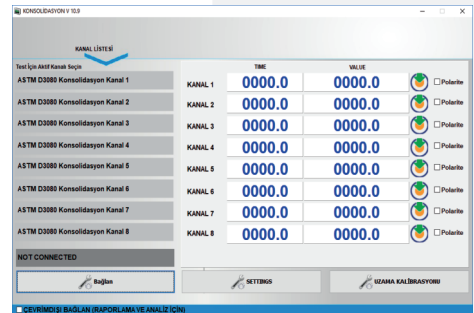 KONSOLIDASYON V 10.9
KANAL LİSTESİ
Test İçin Aktif Kanalı Seçin
TIME VALUE
ASTM D3080 Konsolidasyon Kanal 1
KANAL 1 0000.0 0000.0 Polarite
ASTM D3080 Konsolidasyon Kanal 2
KANAL 2 0000.0 0000.0 Polarite
ASTM D3080 Konsolidasyon Kanal 3
KANAL 3 0000.0 0000.0 Polarite
ASTM D3080 Konsolidasyon Kanal 4
KANAL 4 0000.0 0000.0 Polarite
ASTM D3080 Konsolidasyon Kanal 5
KANAL 5 0000.0 0000.0 Polarite
ASTM D3080 Konsolidasyon Kanal 6
KANAL 6 0000.0 0000.0 Polarite
ASTM D3080 Konsolidasyon Kanal 7
KANAL 7 0000.0 0000.0 Polarite
ASTM D3080 Konsolidasyon Kanal 8
KANAL 8 0000.0 0000.0 Polarite
NOT CONNECTED
Bağlan
SETTINGS
UZAMA KALİBRASYONU
ÇEVRİMDIŞI BAĞLAN (RAPORLAMA VE ANALİZ İÇİN)